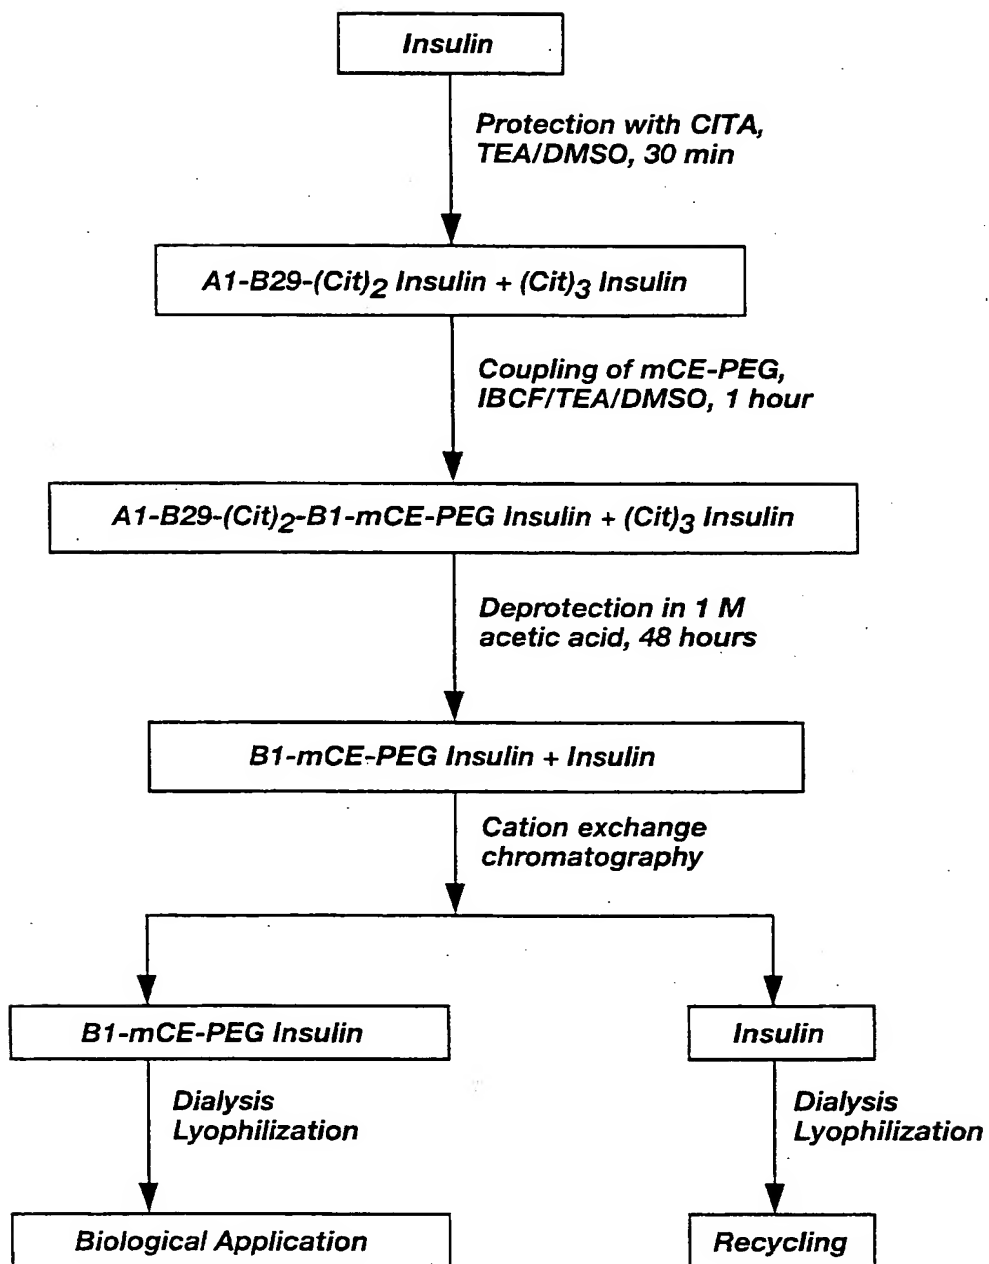 Insulin
Protection with CITA,
TEA/DMSO, 30 min
A1-B29-(Cit)2 Insulin + (Cit)3 Insulin
Coupling of mCE-PEG,
IBCF/TEA/DMSO, 1 hour
A1-B29-(Cit)2-B1-mCE-PEG Insulin + (Cit)3 Insulin
Deprotection in 1 M
acetic acid, 48 hours
B1-mCE-PEG Insulin + Insulin
Cation exchange
chromatography
B1-mCE-PEG Insulin
Insulin
Dialysis
Lyophilization
Dialysis
Lyophilization
Biological Application
Recycling